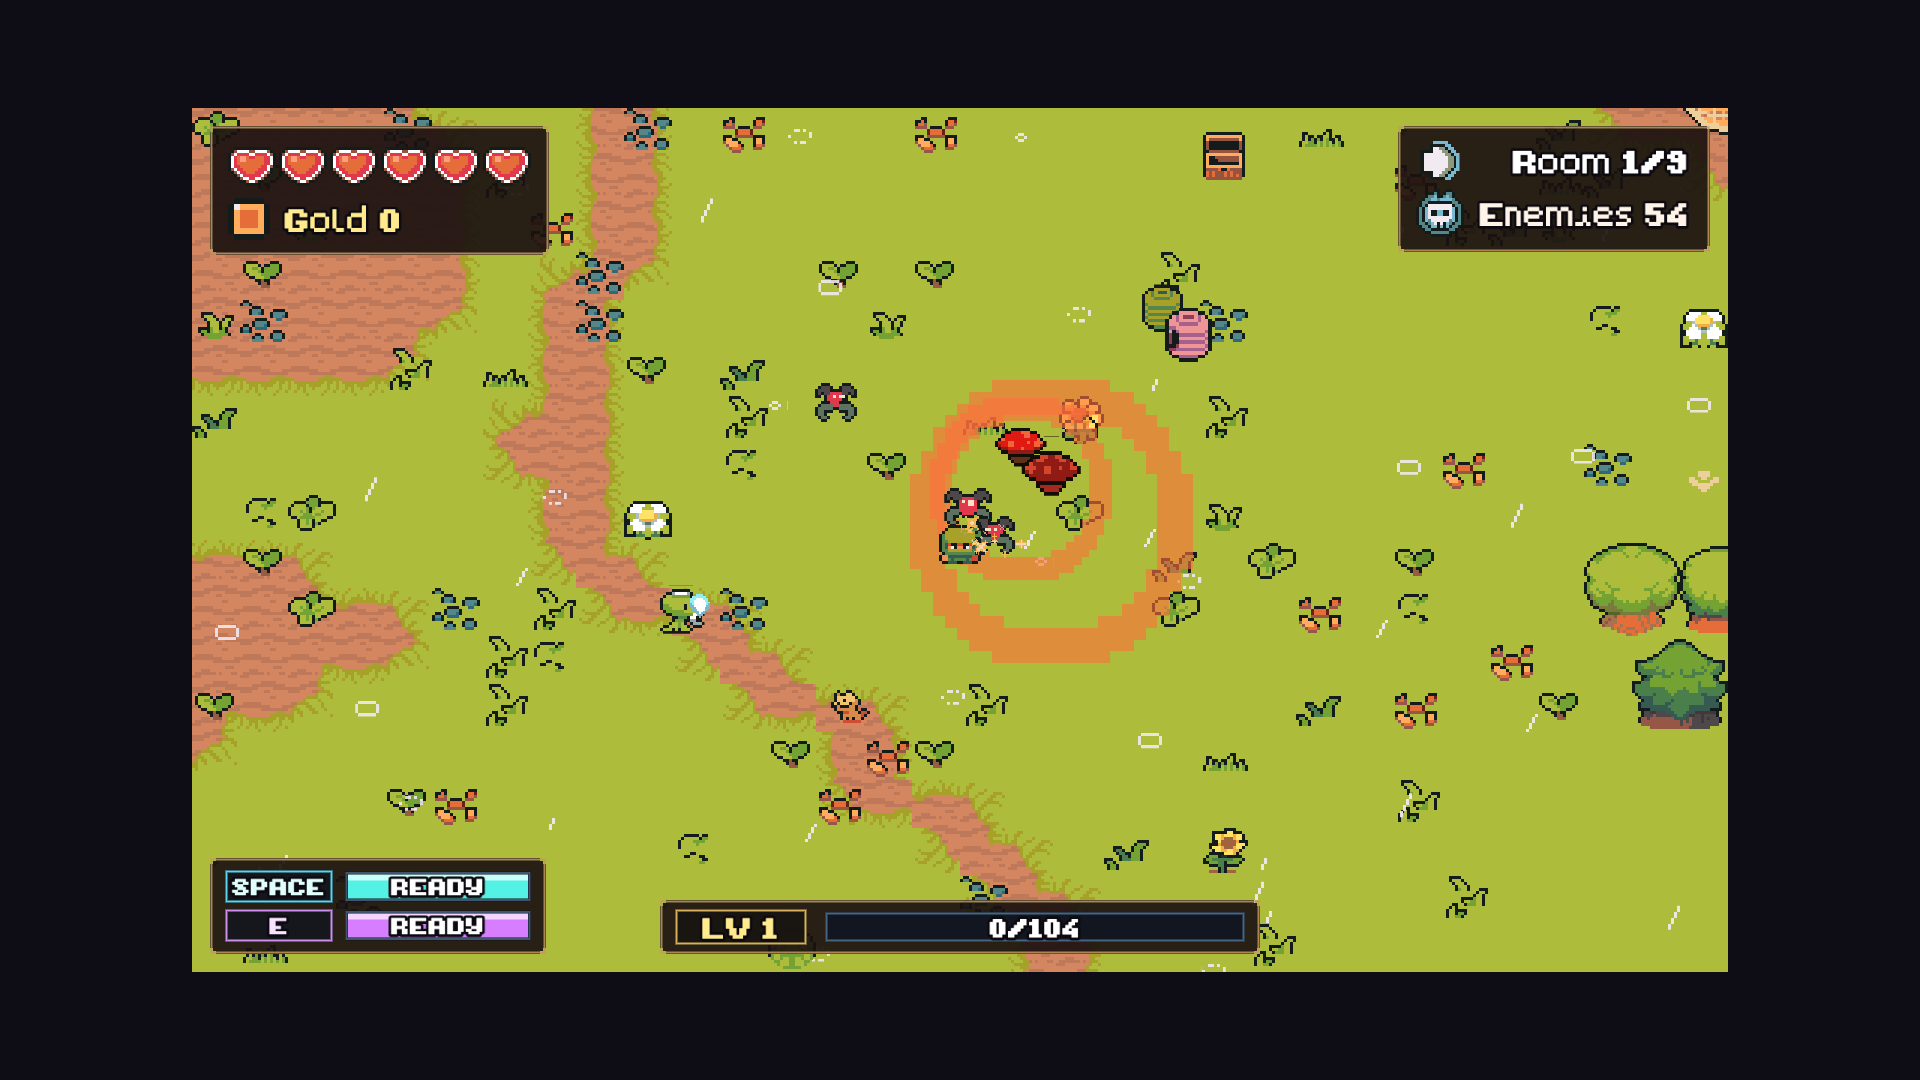 Gold 0
Room 1/9
Enemies 54
SPACE READY
E READY
LV 1 0/104